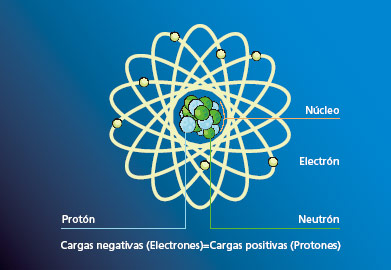 Núcleo
Electrón
Protón
Neutrón
Cargas negativas (Electrones)=Cargas positivas (Protones)